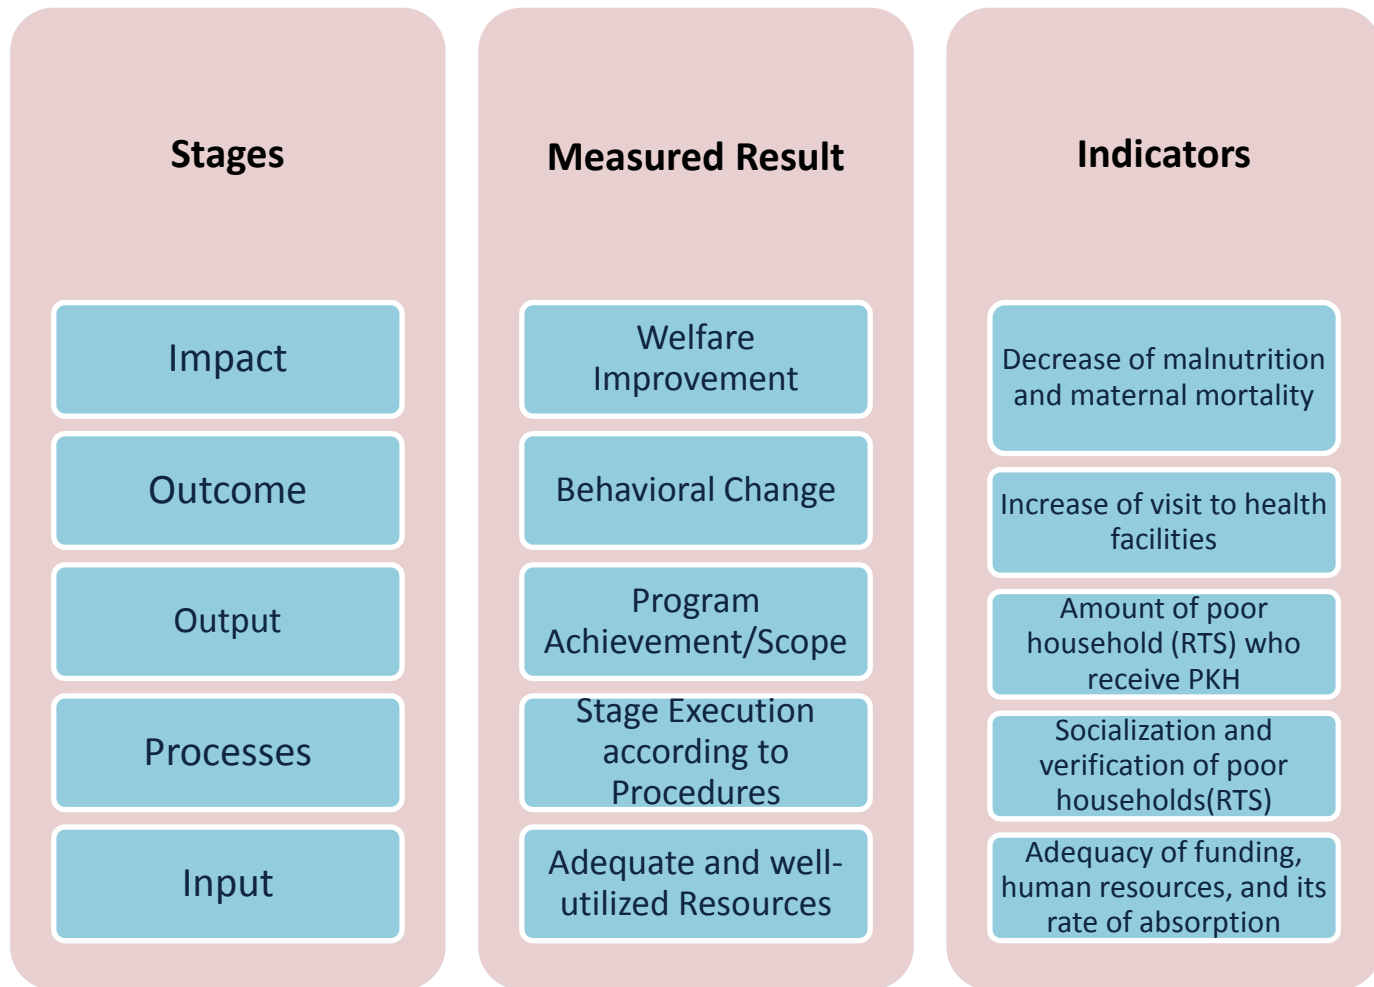 Stages
Impact
Outcome
Output
Processes
Input
Measured Result
Welfare
Improvement
Behavioral Change
Program
Achievement/Scope
Stage Execution
according to
Procedures
Adequate and well-
utilized Resources
Indicators
Decrease of malnutrition
and maternal mortality
Increase of visit to health
facilities
Amount of poor
household (RTS) who
receive PKH
Socialization and
verification of poor
households(RTS)
Adequacy of funding,
human resources, and its
rate of absorption